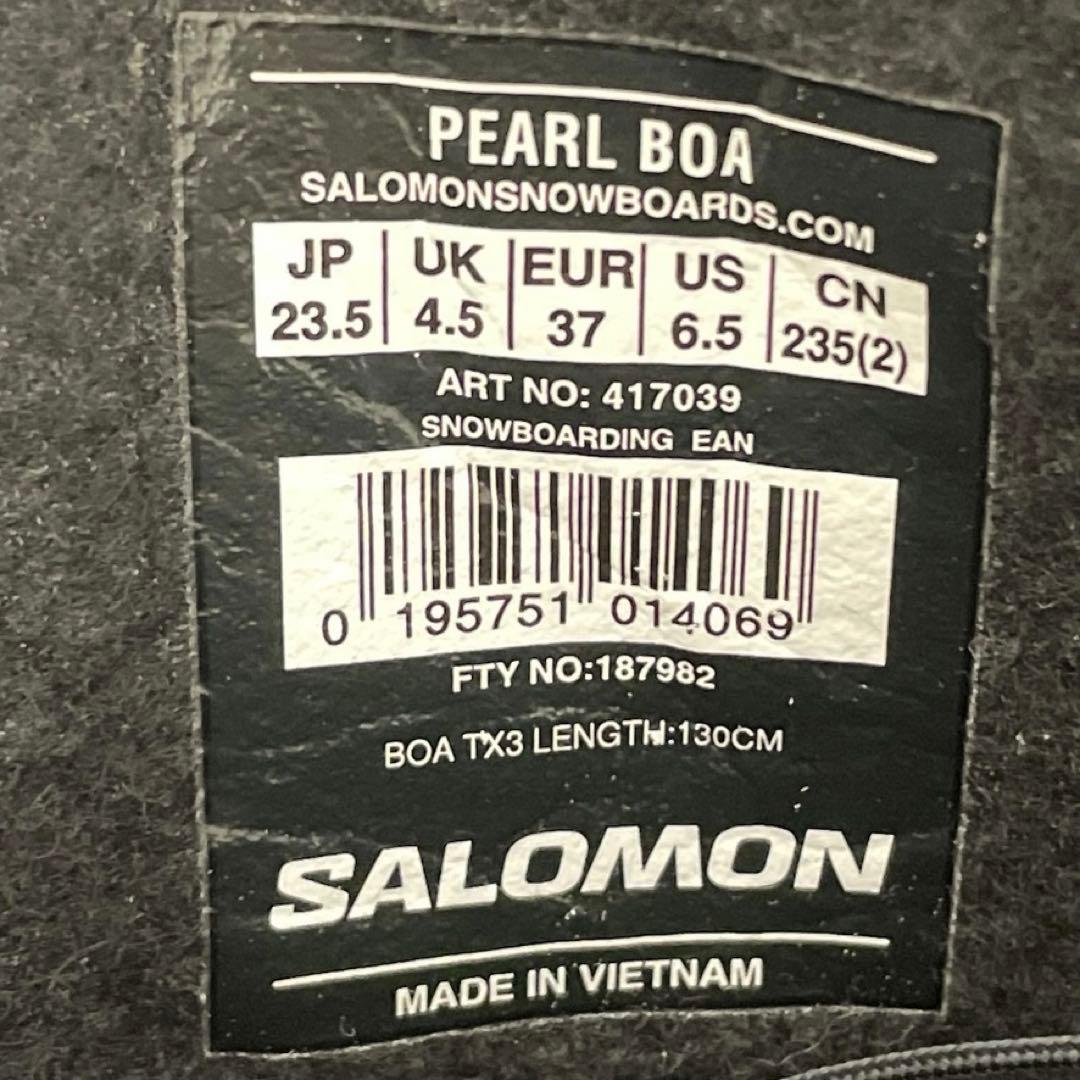 PEARL BOA
SALOMONSNOWBOARDS.COM
JP UK EUR US CN
23.5 4.5 37 6.5 235(2)
ART NO: 417039
SNOWBOARDING EAN
0 195751 014069
FTY NO:187982
BOA TX3 LENGTH:130CM
SALOMON
MADE IN VIETNAM